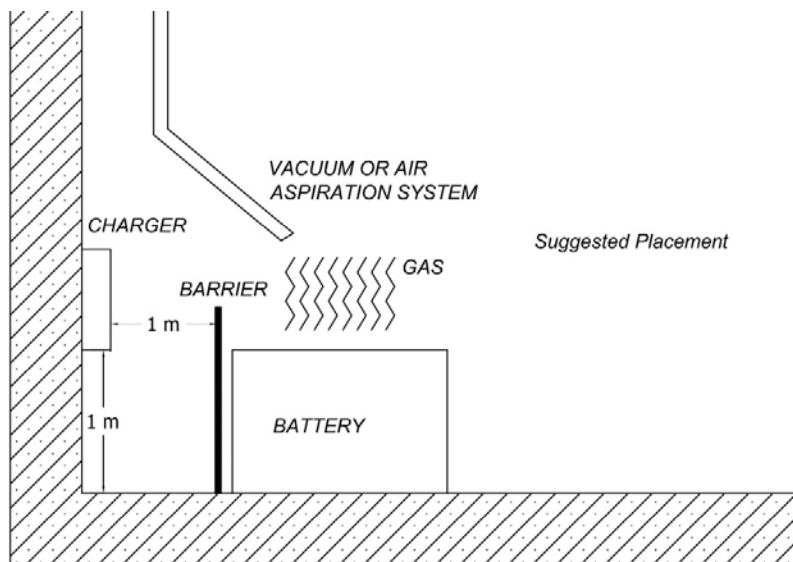 VACUUM OR AIR
ASPIRATION SYSTEM
CHARGER
Suggested Placement
GAS
BARRIER
1 m
1 m
BATTERY